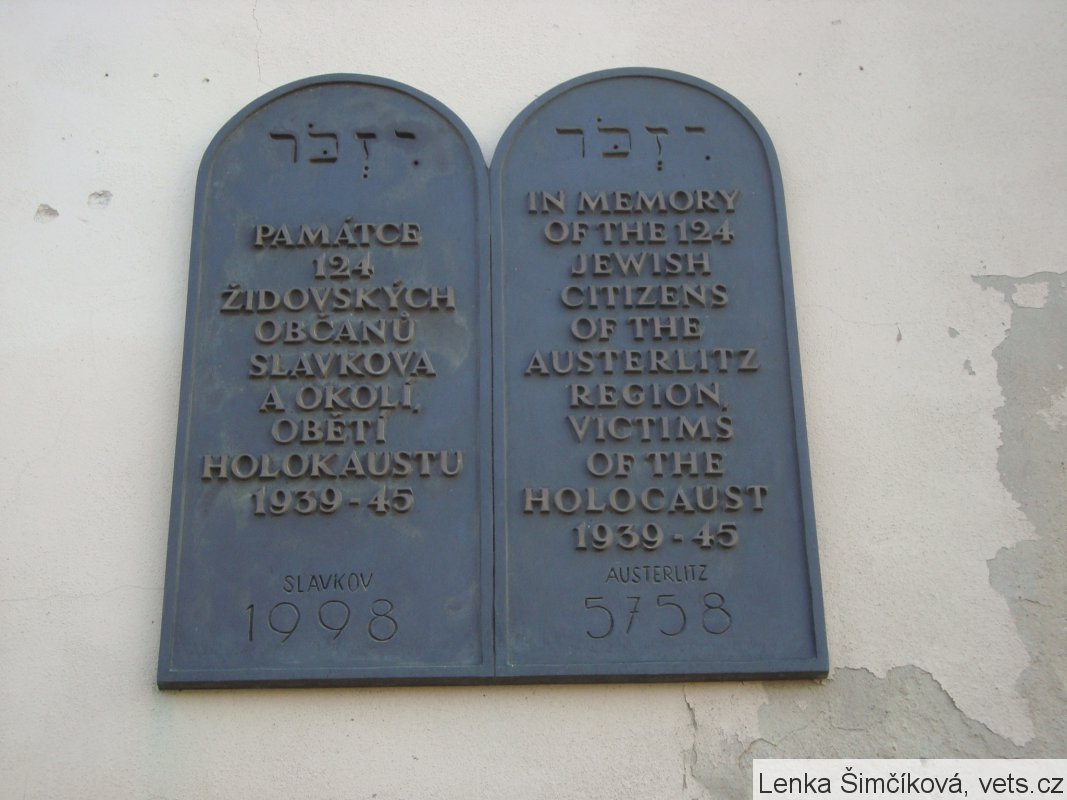 יִזְכֹּר
PAMÁTCE
124
ŽIDOVSKÝCH
OBČANŮ
SLAVKOVA
A OKOLÍ,
OBĚTÍ
HOLOKAUSTU
1939 - 45
SLAVKOV
1998
יִזְכֹּר
IN MEMORY
OF THE 124
JEWISH
CITIZENS
OF THE
AUSTERLITZ
REGION,
VICTIMS
OF THE
HOLOCAUST
1939 - 45
AUSTERLITZ
5758
Lenka Šimčíková, vets.cz